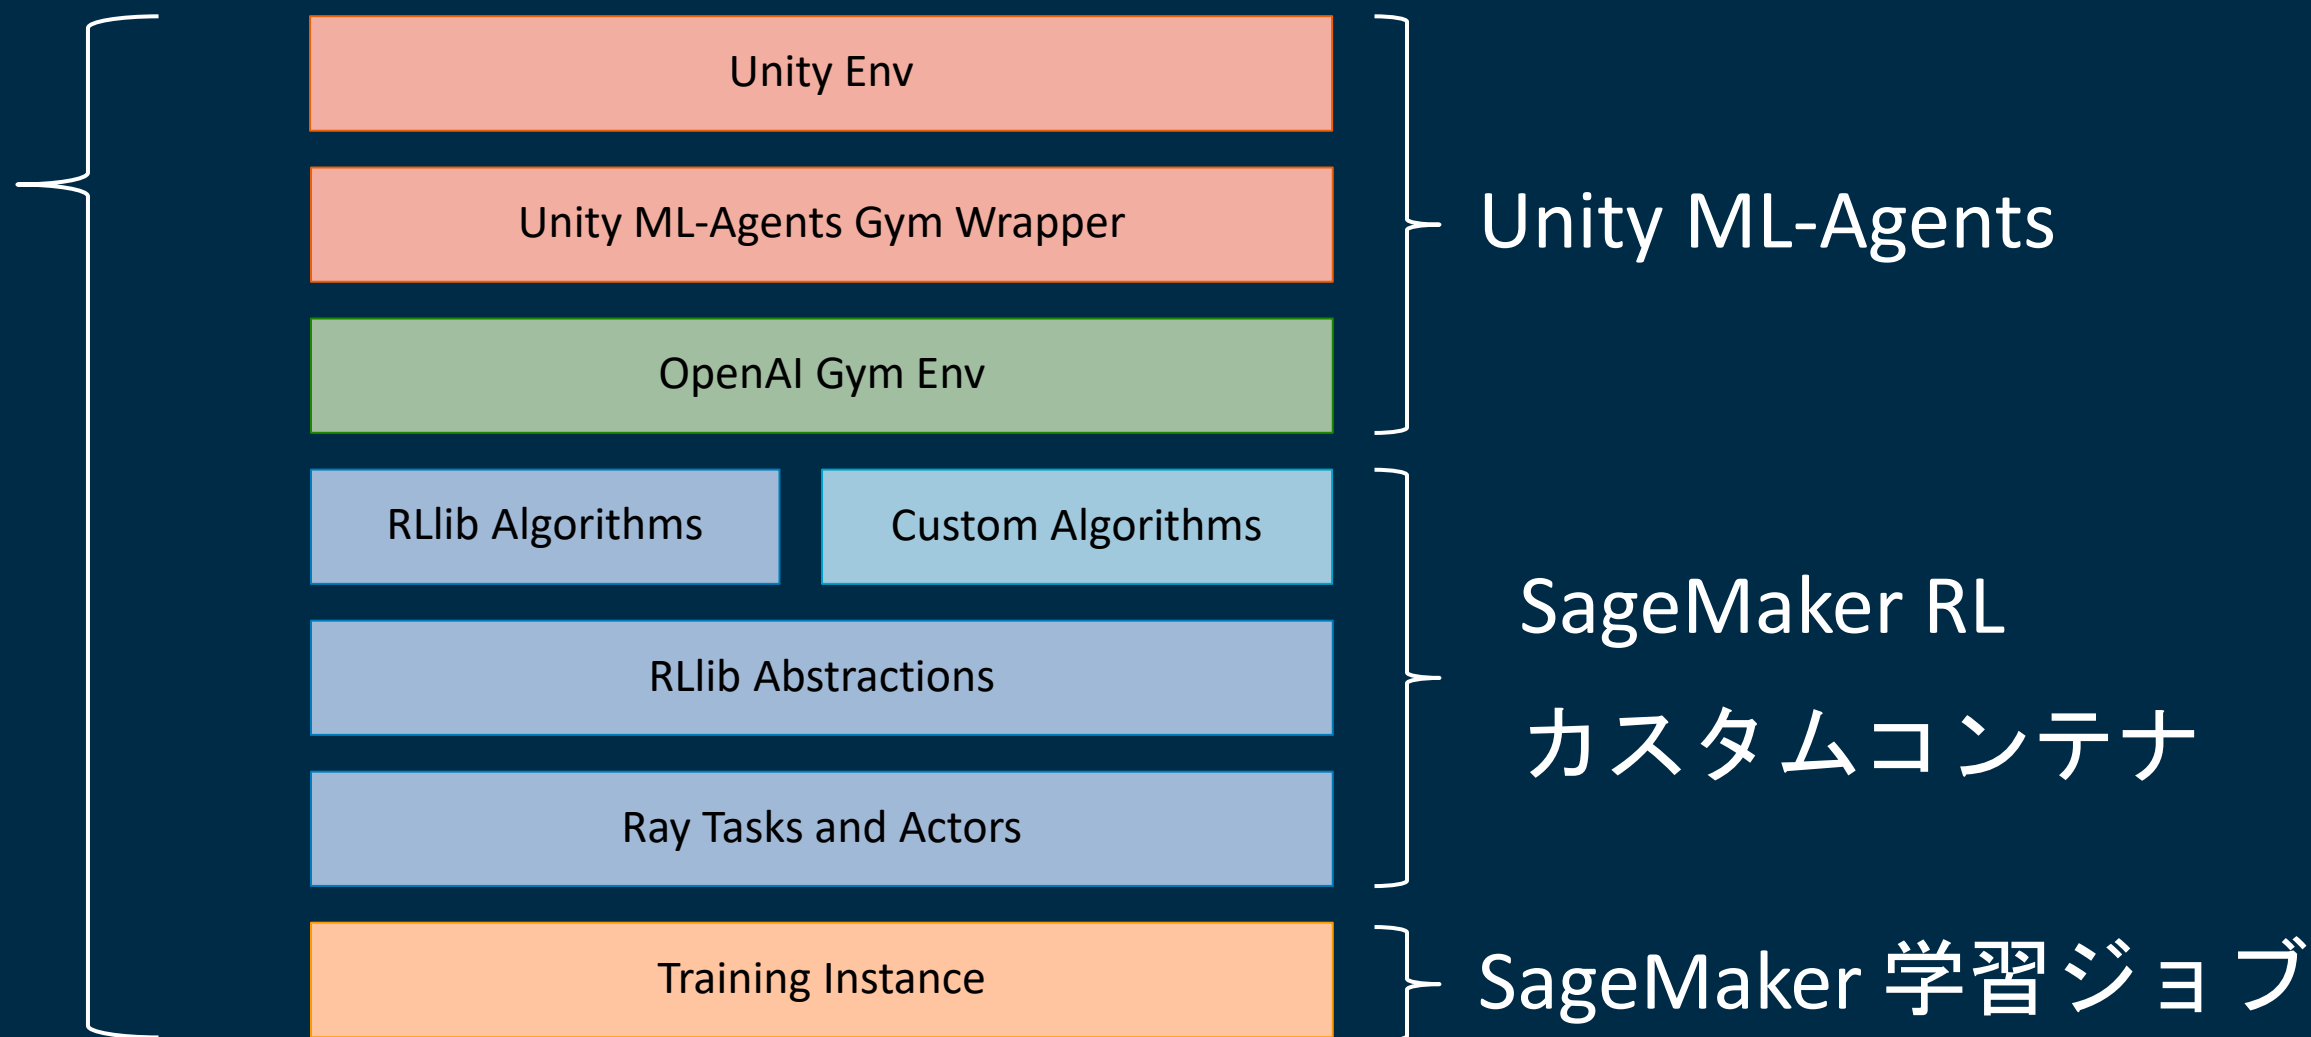 Unity Env
Unity ML-Agents Gym Wrapper
Unity ML-Agents
OpenAI Gym Env
RLlib Algorithms
Custom Algorithms
RLlib Abstractions
SageMaker RL
カスタムコンテナ
Ray Tasks and Actors
Training Instance
SageMaker 学習ジョブ